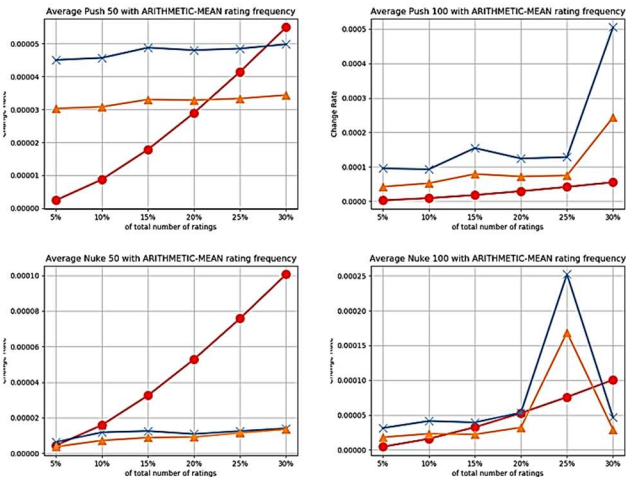 Average Push 50 with ARITHMETIC-MEAN rating frequency
0.00005
0.00004
0.00003
0.00002
0.00001
0.00000
5% 10% 15% 20% 25% 30%
of total number of ratings
Average Push 100 with ARITHMETIC-MEAN rating frequency
Change Rate
0.0005
0.0004
0.0003
0.0002
0.0001
0.0000
5% 10% 15% 20% 25% 30%
of total number of ratings
Average Nuke 50 with ARITHMETIC-MEAN rating frequency
0.00010
0.00008
0.00006
0.00004
0.00002
0.00000
5% 10% 15% 20% 25% 30%
of total number of ratings
Average Nuke 100 with ARITHMETIC-MEAN rating frequency
0.00025
0.00020
0.00015
0.00010
0.00005
0.00000
5% 10% 15% 20% 25% 30%
of total number of ratings